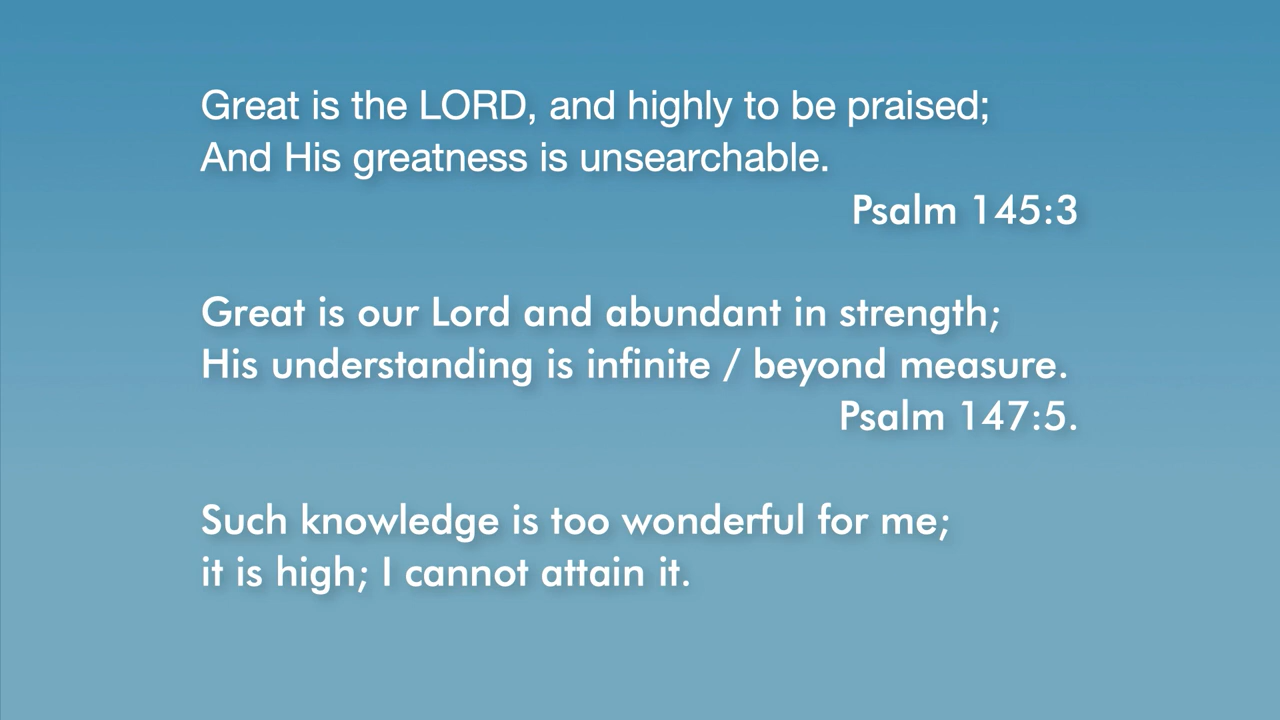 Great is the LORD, and highly to be praised;
And His greatness is unsearchable.
Psalm 145:3
Great is our Lord and abundant in strength;
His understanding is infinite / beyond measure.
Psalm 147:5.
Such knowledge is too wonderful for me;
it is high; I cannot attain it.